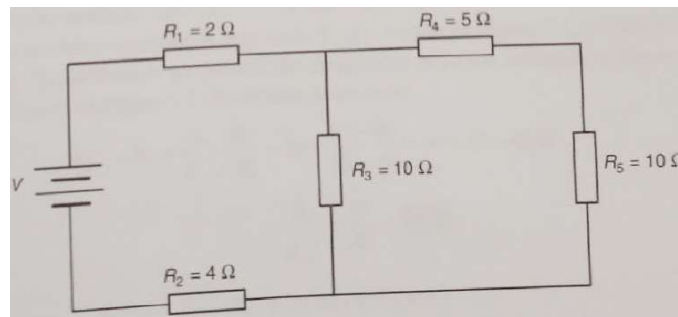 R₁ = 2 Ω
R₄ = 5 Ω
V
R₃ = 10 Ω
R₅ = 10 Ω
R₂ = 4 Ω